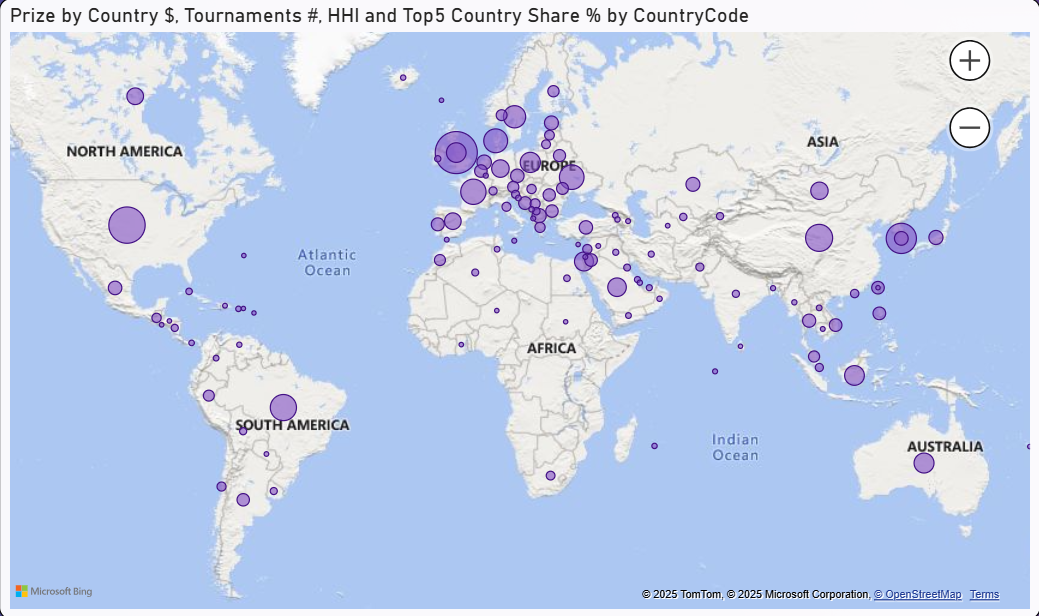 Prize by Country $, Tournaments #, HHI and Top5 Country Share % by CountryCode
NORTH AMERICA
EUROPE
ASIA
Atlantic
Ocean
AFRICA
SOUTH AMERICA
Indian
Ocean
AUSTRALIA
Microsoft Bing
© 2025 TomTom, © 2025 Microsoft Corporation, © OpenStreetMap Terms